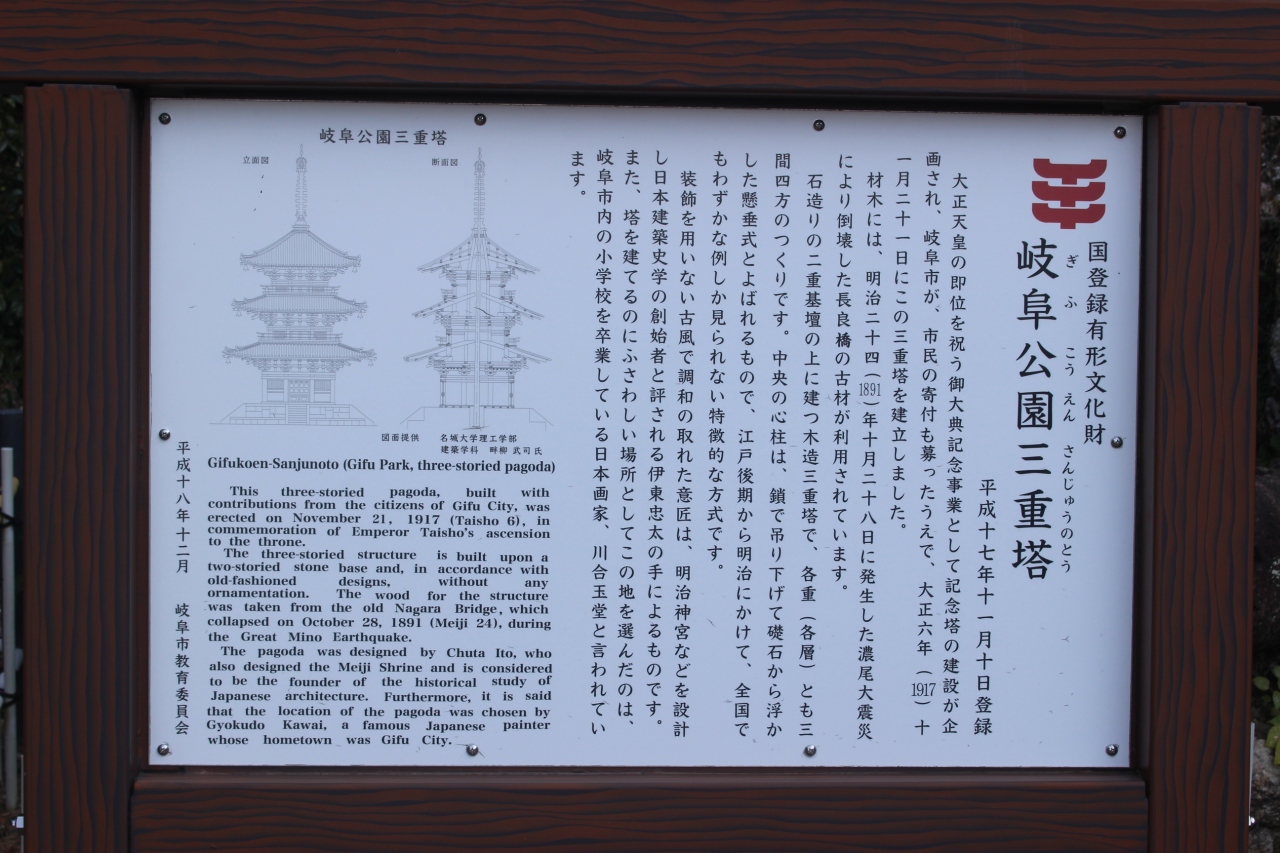 国登録有形文化財
岐阜公園三重塔
ぎ ふ こう えん さんじゅうのとう
平成十七年十一月十日登録
大正天皇の即位を祝う御大典記念事業として記念塔の建設が企
画され、岐阜市が、市民の寄付も募ったうえで、大正六年(1917)十
一月二十一日にこの三重塔を建立しました。
材木には、明治二十四(1891)年十月二十八日に発生した濃尾大震災
により倒壊した長良橋の古材が利用されています。
石造りの二重基壇の上に建つ木造三重塔で、各重(各層)とも三
間四方のつくりです。中央の心柱は、鎖で吊り下げて礎石から浮か
した懸垂式とよばれるもので、江戸後期から明治にかけて、全国で
もわずかな例しか見られない特徴的な方式です。
装飾を用いない古風で調和の取れた意匠は、明治神宮などを設計
し日本建築史学の創始者と評される伊東忠太の手によるものです。
また、塔を建てるのにふさわしい場所としてこの地を選んだのは、
岐阜市内の小学校を卒業している日本画家、川合玉堂と言われてい
ます。
岐阜公園三重塔
立面図
断面図
図面提供 名城大学理工学部
建築学科 畔柳 武司氏
Gifukoen-Sanjunoto (Gifu Park, three-storied pagoda)
This three-storied pagoda, built with
contributions from the citizens of Gifu City, was
erected on November 21, 1917 (Taisho 6), in
commemoration of Emperor Taisho's ascension
to the throne.
The three-storied structure is built upon a
two-storied stone base and, in accordance with
old-fashioned designs, without any
ornamentation. The wood for the structure
was taken from the old Nagara Bridge, which
collapsed on October 28, 1891 (Meiji 24), during
the Great Mino Earthquake.
The pagoda was designed by Chuta Ito, who
also designed the Meiji Shrine and is considered
to be the founder of the historical study of
Japanese architecture. Furthermore, it is said
that the location of the pagoda was chosen by
Gyokudo Kawai, a famous Japanese painter
whose hometown was Gifu City.
平成十八年十二月 岐阜市教育委員会